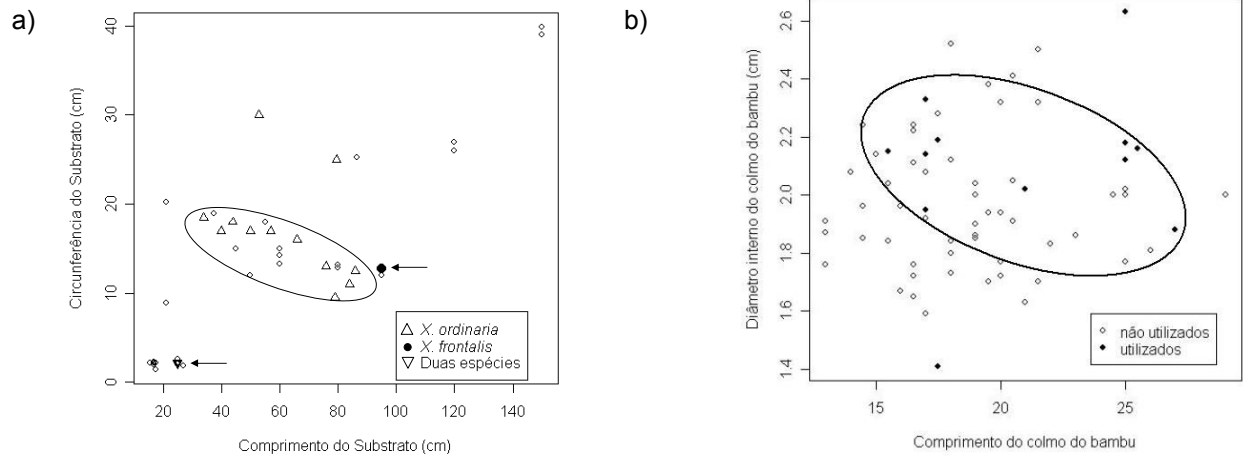 a)
Circunferência do Substrato (cm)
40
30
20
10
0
20 40 60 80 100 120 140
Comprimento do Substrato (cm)
X. ordinaria
X. frontalis
Duas espécies
b)
Diâmetro interno do colmo do bambu (cm)
2.6
2.4
2.2
2.0
1.8
1.6
1.4
15 20 25
Comprimento do colmo do bambu
não utilizados
utilizados